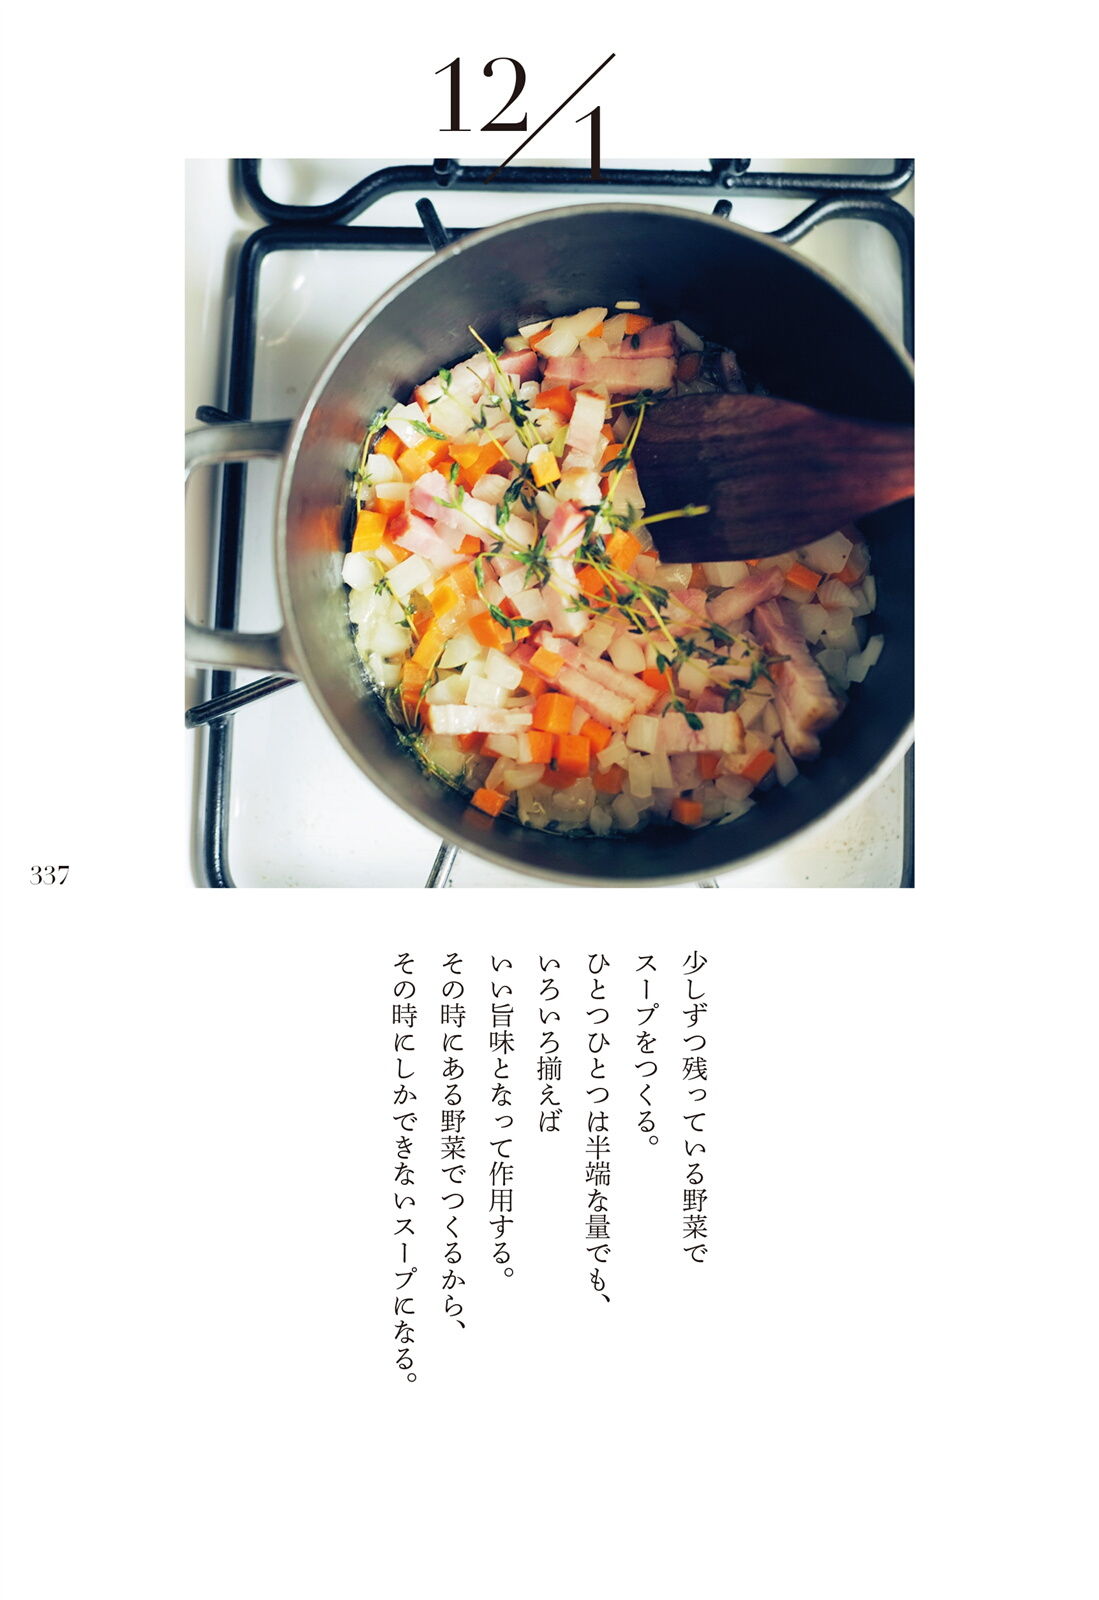 12/1
少しずつ残っている野菜で
スープをつくる。
ひとつひとつは半端な量でも、
いろいろ揃えば
いい旨味となって作用する。
その時にある野菜でつくるから、
その時にしかできないスープになる。
337